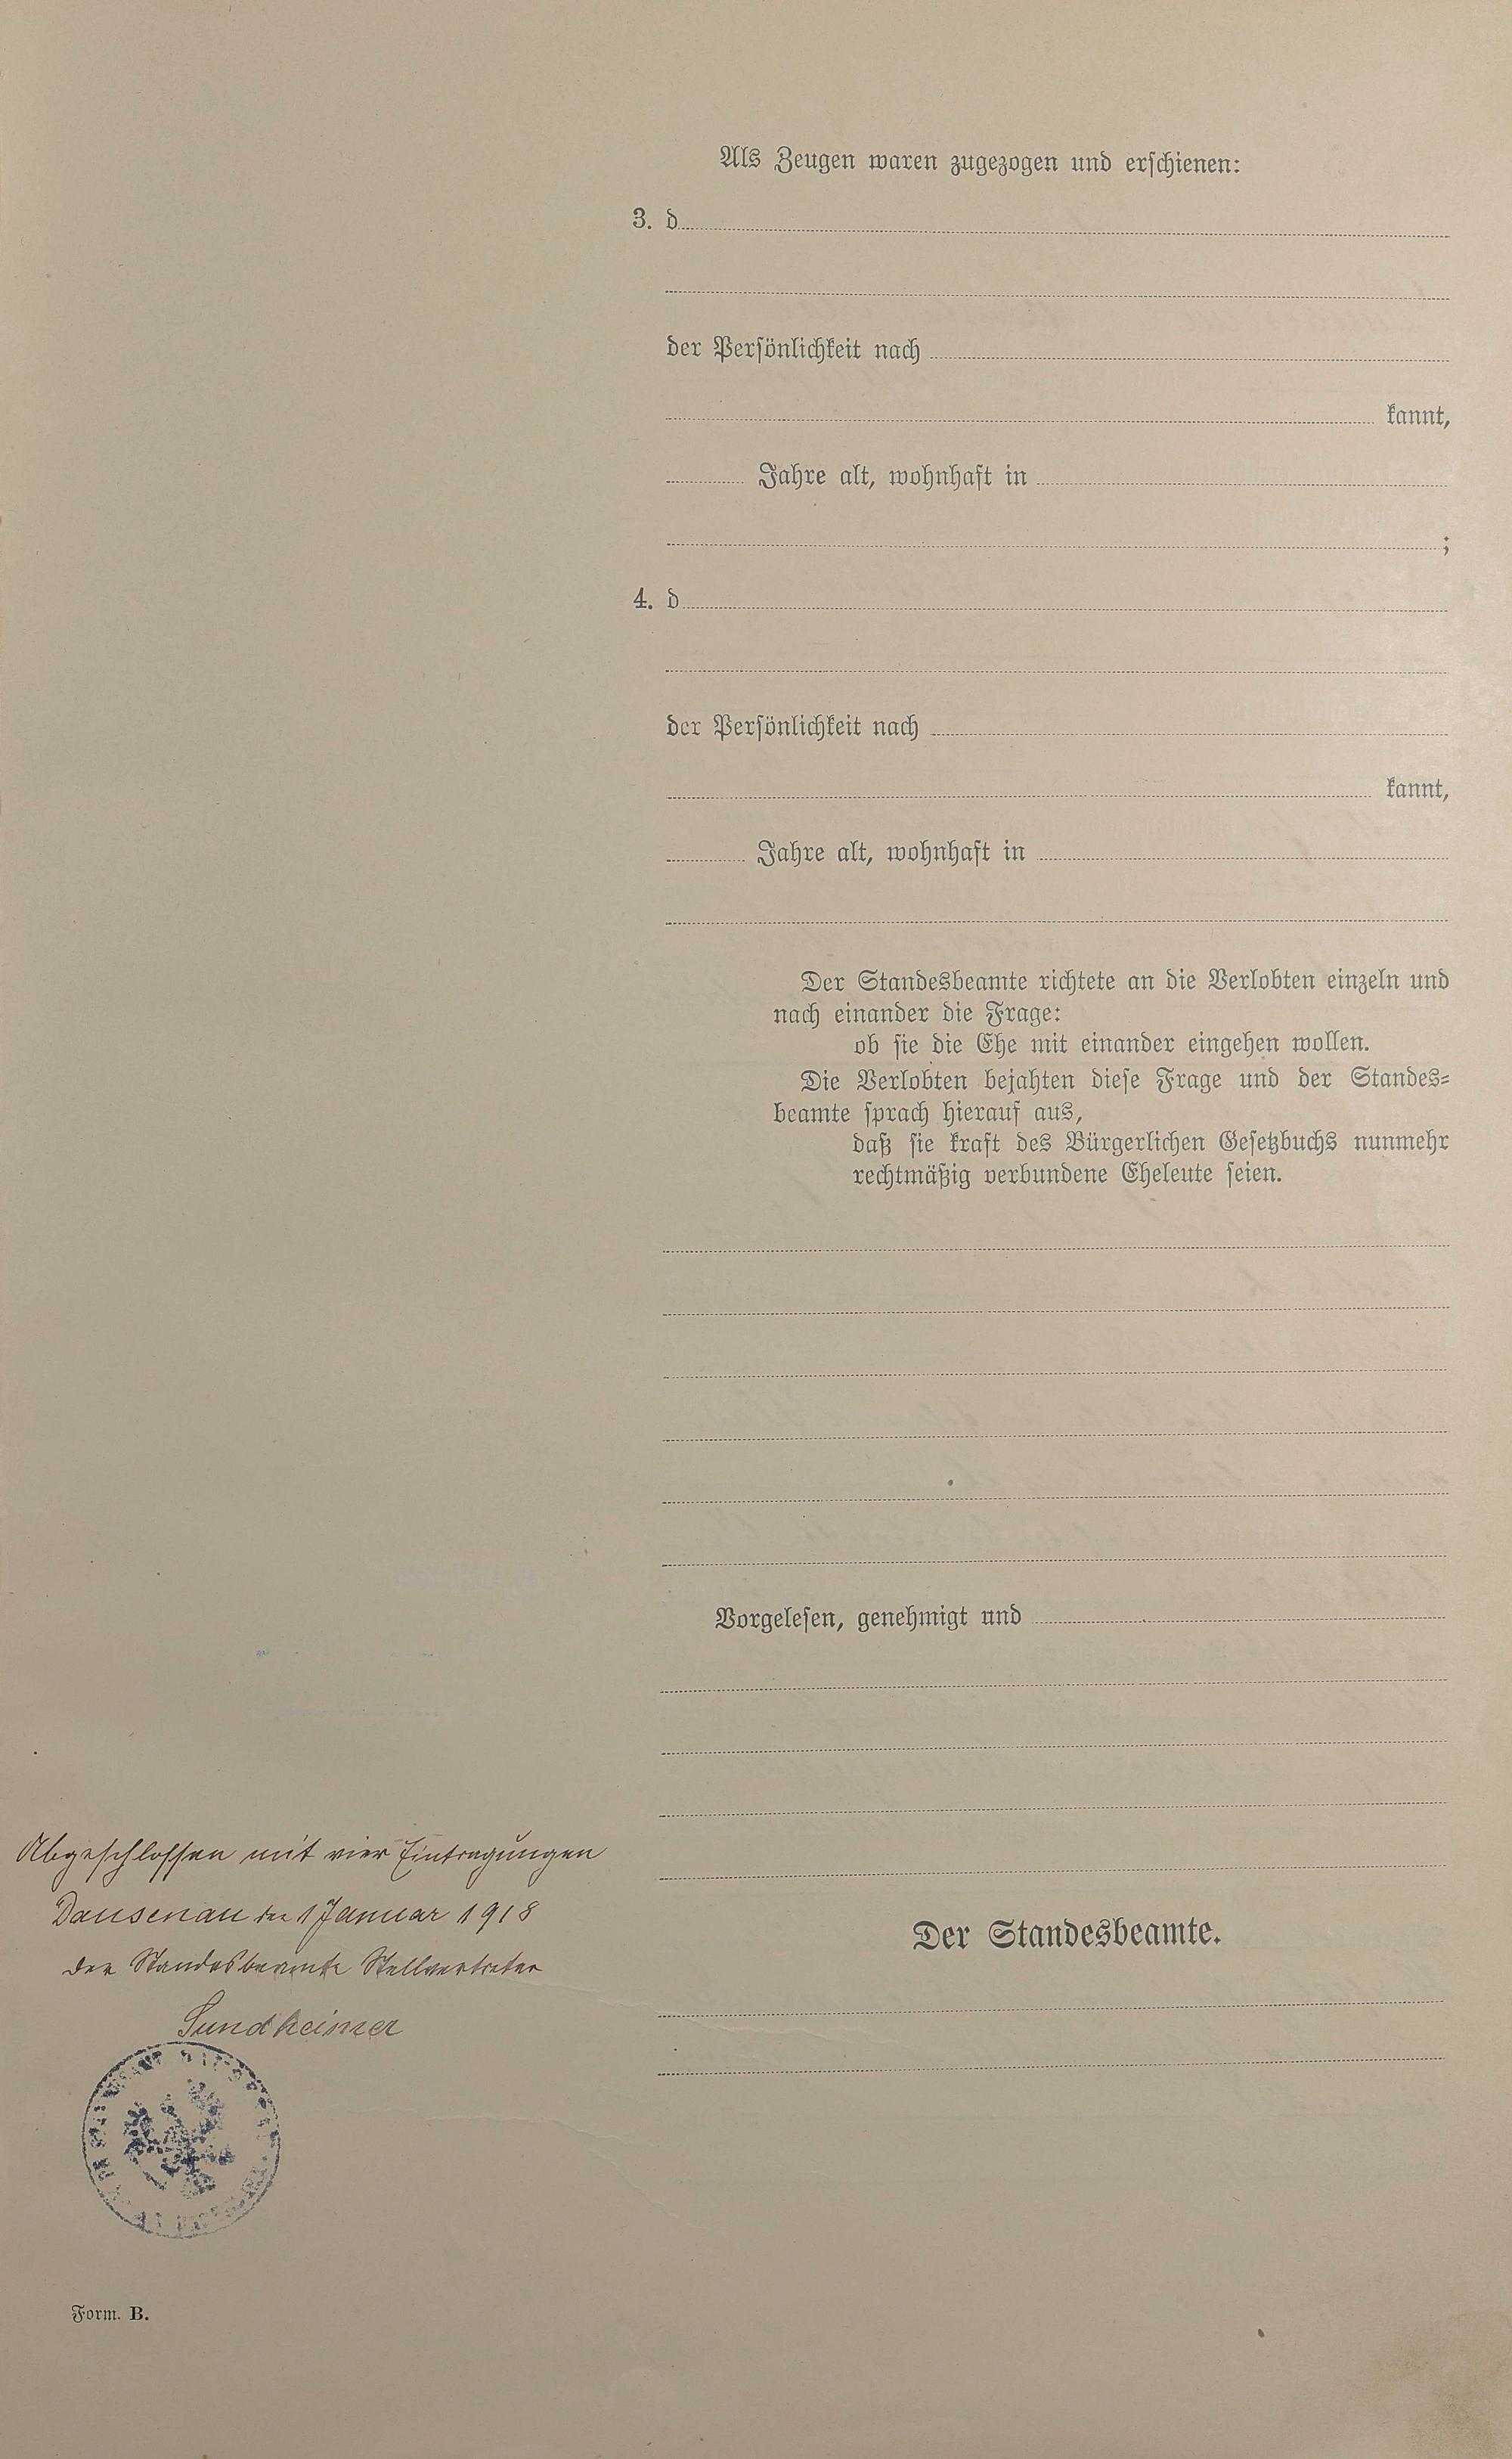 Als Zeugen waren zugezogen und erschienen:
3. d
der Persönlichkeit nach
kannt,
Jahre alt, wohnhaft in
;
4. d
der Persönlichkeit nach
kannt,
Jahre alt, wohnhaft in
Der Standesbeamte richtete an die Verlobten einzeln und
nach einander die Frage:
ob sie die Ehe mit einander eingehen wollen.
Die Verlobten bejahten diese Frage und der Standes=
beamte sprach hierauf aus,
daß sie kraft des Bürgerlichen Gesetzbuchs nunmehr
rechtmäßig verbundene Eheleute seien.
Vorgelesen, genehmigt und
Der Standesbeamte.
Abgeschlossen mit vier Eintragungen
Dausenau den 1 Januar 1918
Der Standesbeamte Stellvertreter
Sundheimer
Form. B.